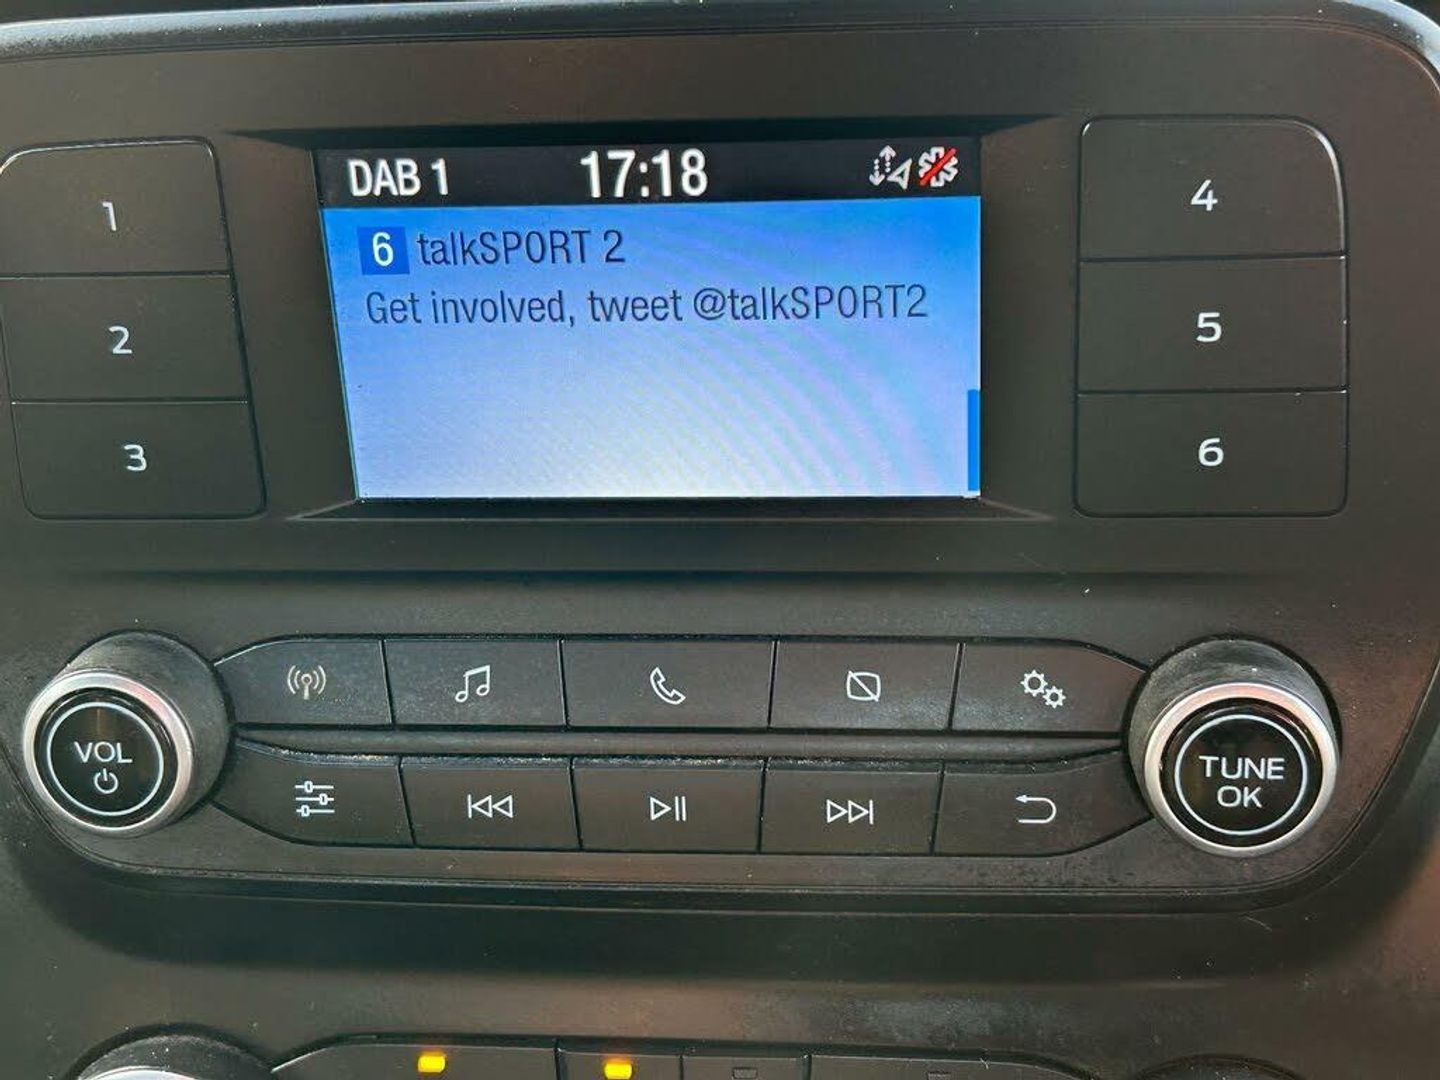 DAB 1 17:18
6 talkSPORT 2
Get involved, tweet @talkSPORT2
1
2
3
4
5
6
VOL
TUNE
OK